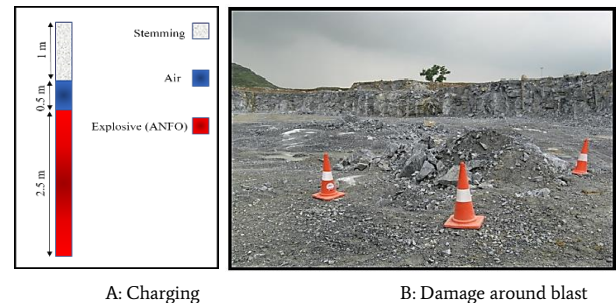 Stemming
1 m
Air
0.5 m
Explosive (ANFO)
2.5 m
A: Charging
B: Damage around blast